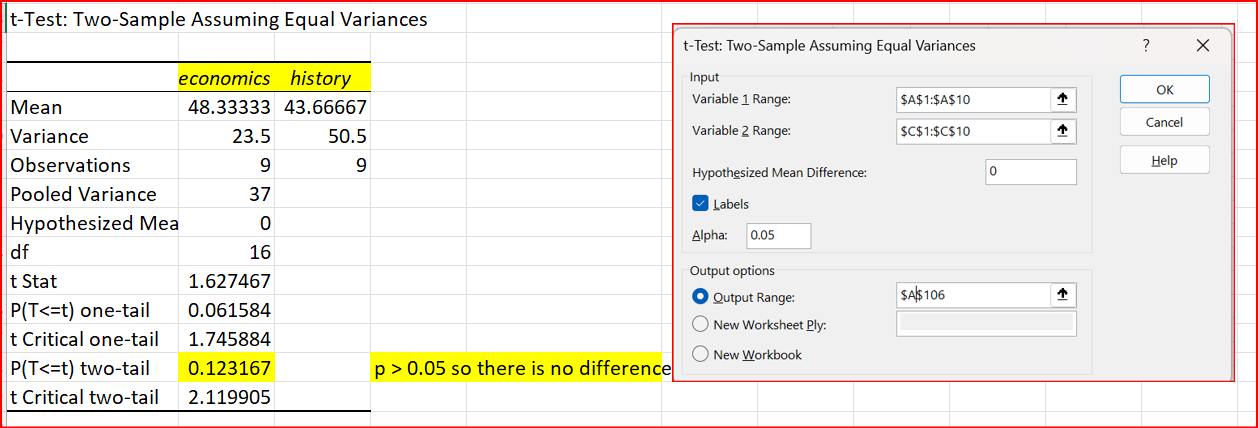 t-Test: Two-Sample Assuming Equal Variances
economics history
Mean 48.33333 43.66667
Variance 23.5 50.5
Observations 9 9
Pooled Variance 37
Hypothesized Mea 0
df 16
t Stat 1.627467
P(T<=t) one-tail 0.061584
t Critical one-tail 1.745884
P(T<=t) two-tail 0.123167 p > 0.05 so there is no difference
t Critical two-tail 2.119905
t-Test: Two-Sample Assuming Equal Variances ? ×
Input
Variable 1 Range: $A$1:$A$10
Variable 2 Range: $C$1:$C$10
Hypothesized Mean Difference: 0
Labels
Alpha: 0.05
Output options
Output Range: $A$106
New Worksheet Ply:
New Workbook
OK
Cancel
Help